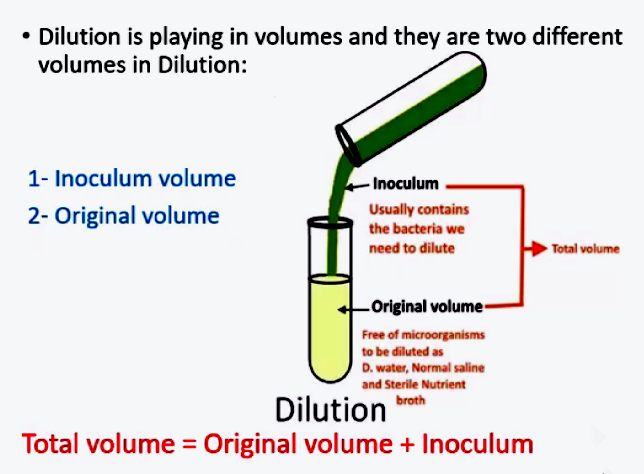 • Dilution is playing in volumes and they are two different
volumes in Dilution:
1- Inoculum volume
2- Original volume
Inoculum
Usually contains
the bacteria we
need to dilute
Total volume
Original volume
Free of microorganisms
to be diluted as
D. water, Normal saline
and Sterile Nutrient
broth
Dilution
Total volume = Original volume + Inoculum